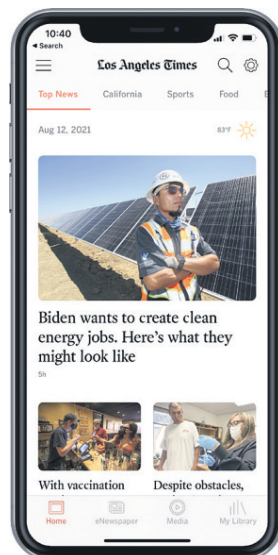 10:40
Search
Los Angeles Times
Top News California Sports Food
Aug 12, 2021 83°F
Biden wants to create clean
energy jobs. Here's what they
might look like
5h
With vaccination Despite obstacles,
Home eNewspaper Media My Library